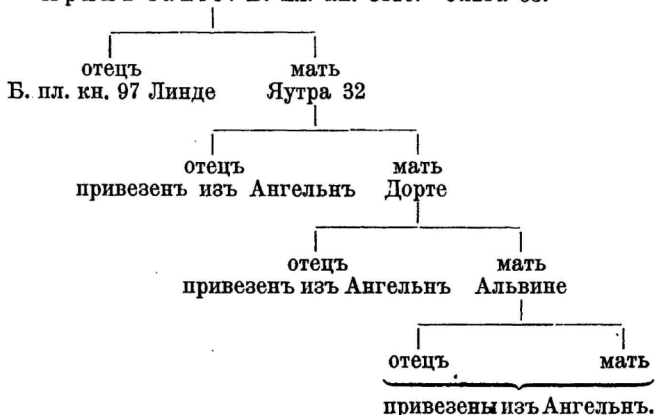 отецъ мать
Б. пл. кн. 97 Линде Яутра 32
отецъ мать
привезенъ изъ Ангельнъ Дорте
отецъ мать
привезенъ изъ Ангельнъ Альвине
отецъ мать
привезены изъ Ангельнъ.